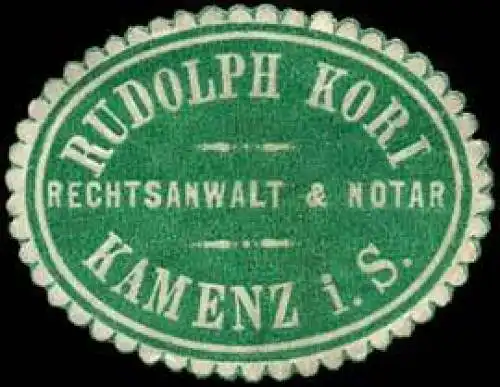 RUDOLPH KORI
RECHTSANWALT & NOTAR
KAMENZ i. S.